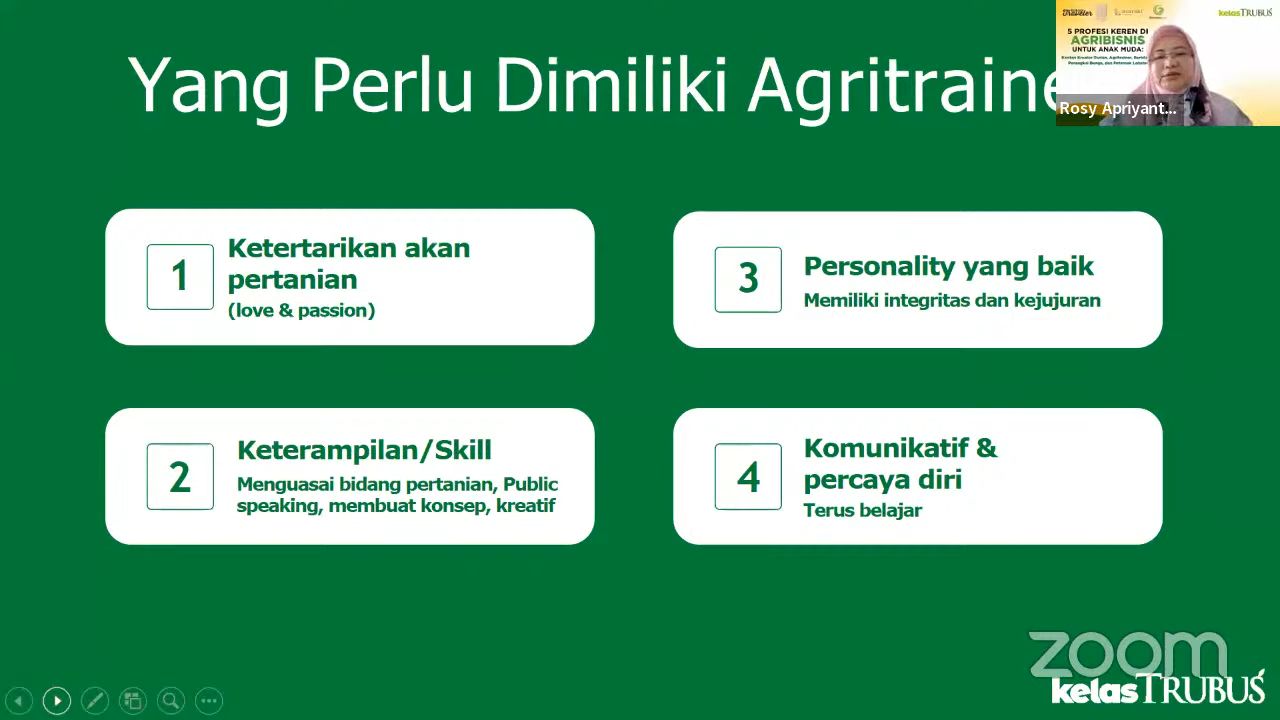 Yang Perlu Dimiliki Agritraine
1
Ketertarikan akan
pertanian
(love & passion)
2
Keterampilan/Skill
Menguasai bidang pertanian, Public
speaking, membuat konsep, kreatif
3
Personality yang baik
Memiliki integritas dan kejujuran
4
Komunikatif &
percaya diri
Terus belajar
kelasTRUBUS
5 PROFESI KEREN DI
AGRIBISNIS
UNTUK ANAK MUDA:
Rosy Apriyant...
zoom
kelasTRUBUS